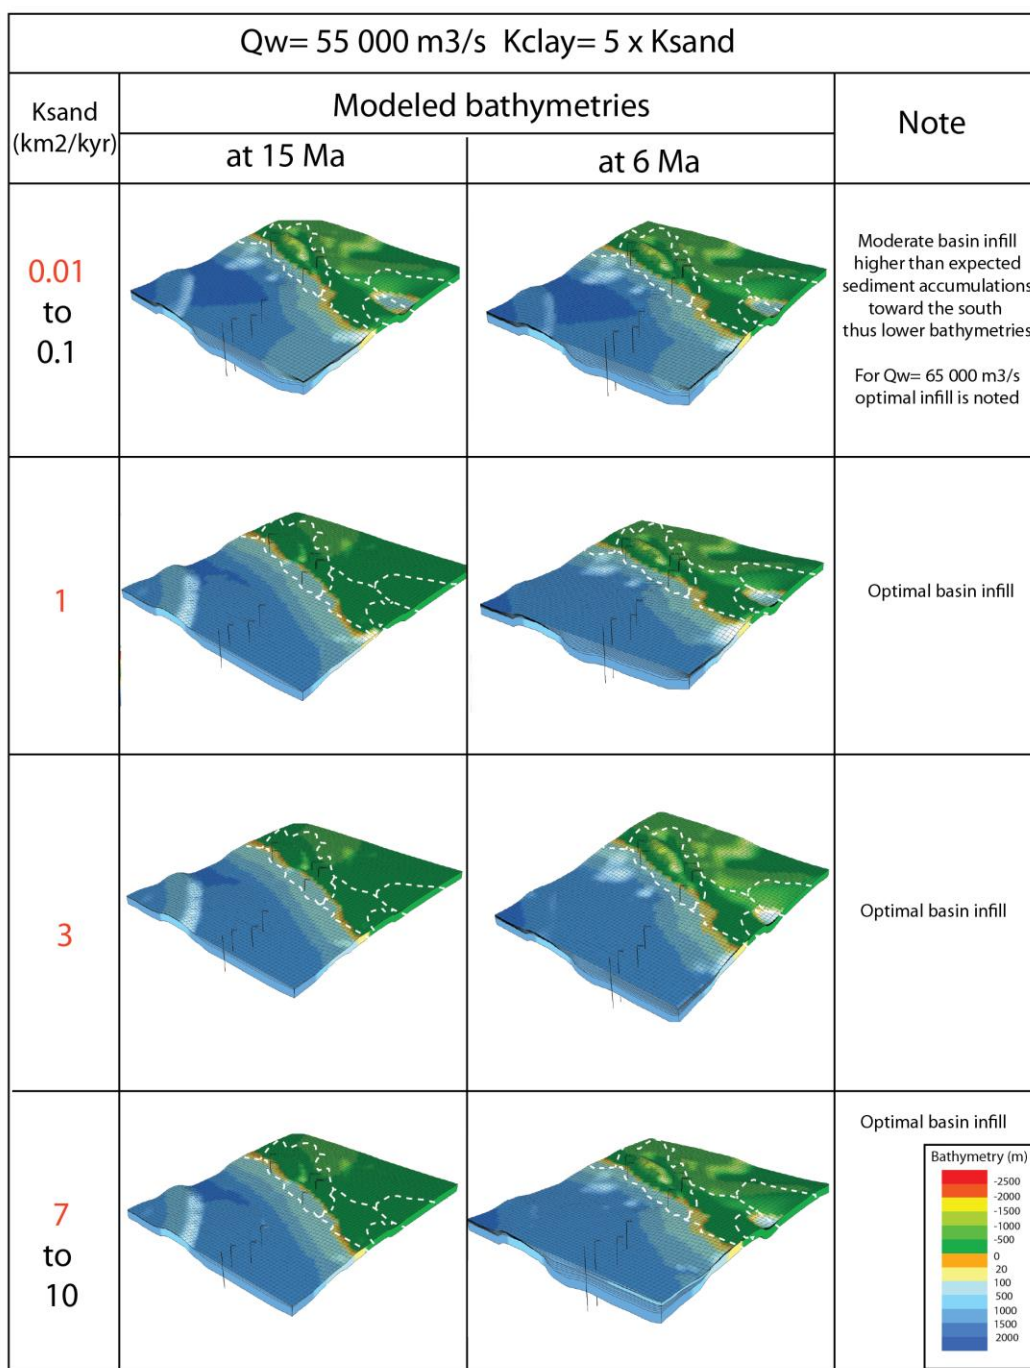 Qw= 55 000 m3/s  Kclay= 5 x Ksand
Ksand
(km2/kyr)
Modeled bathymetries
Note
at 15 Ma
at 6 Ma
0.01
to
0.1
Moderate basin infill
higher than expected
sediment accumulations
toward the south
thus lower bathymetries
For Qw= 65 000 m3/s
optimal infill is noted
1
Optimal basin infill
3
Optimal basin infill
7
to
10
Optimal basin infill
Bathymetry (m)
-2500
-2000
-1500
-1000
-500
0
20
100
500
1000
1500
2000